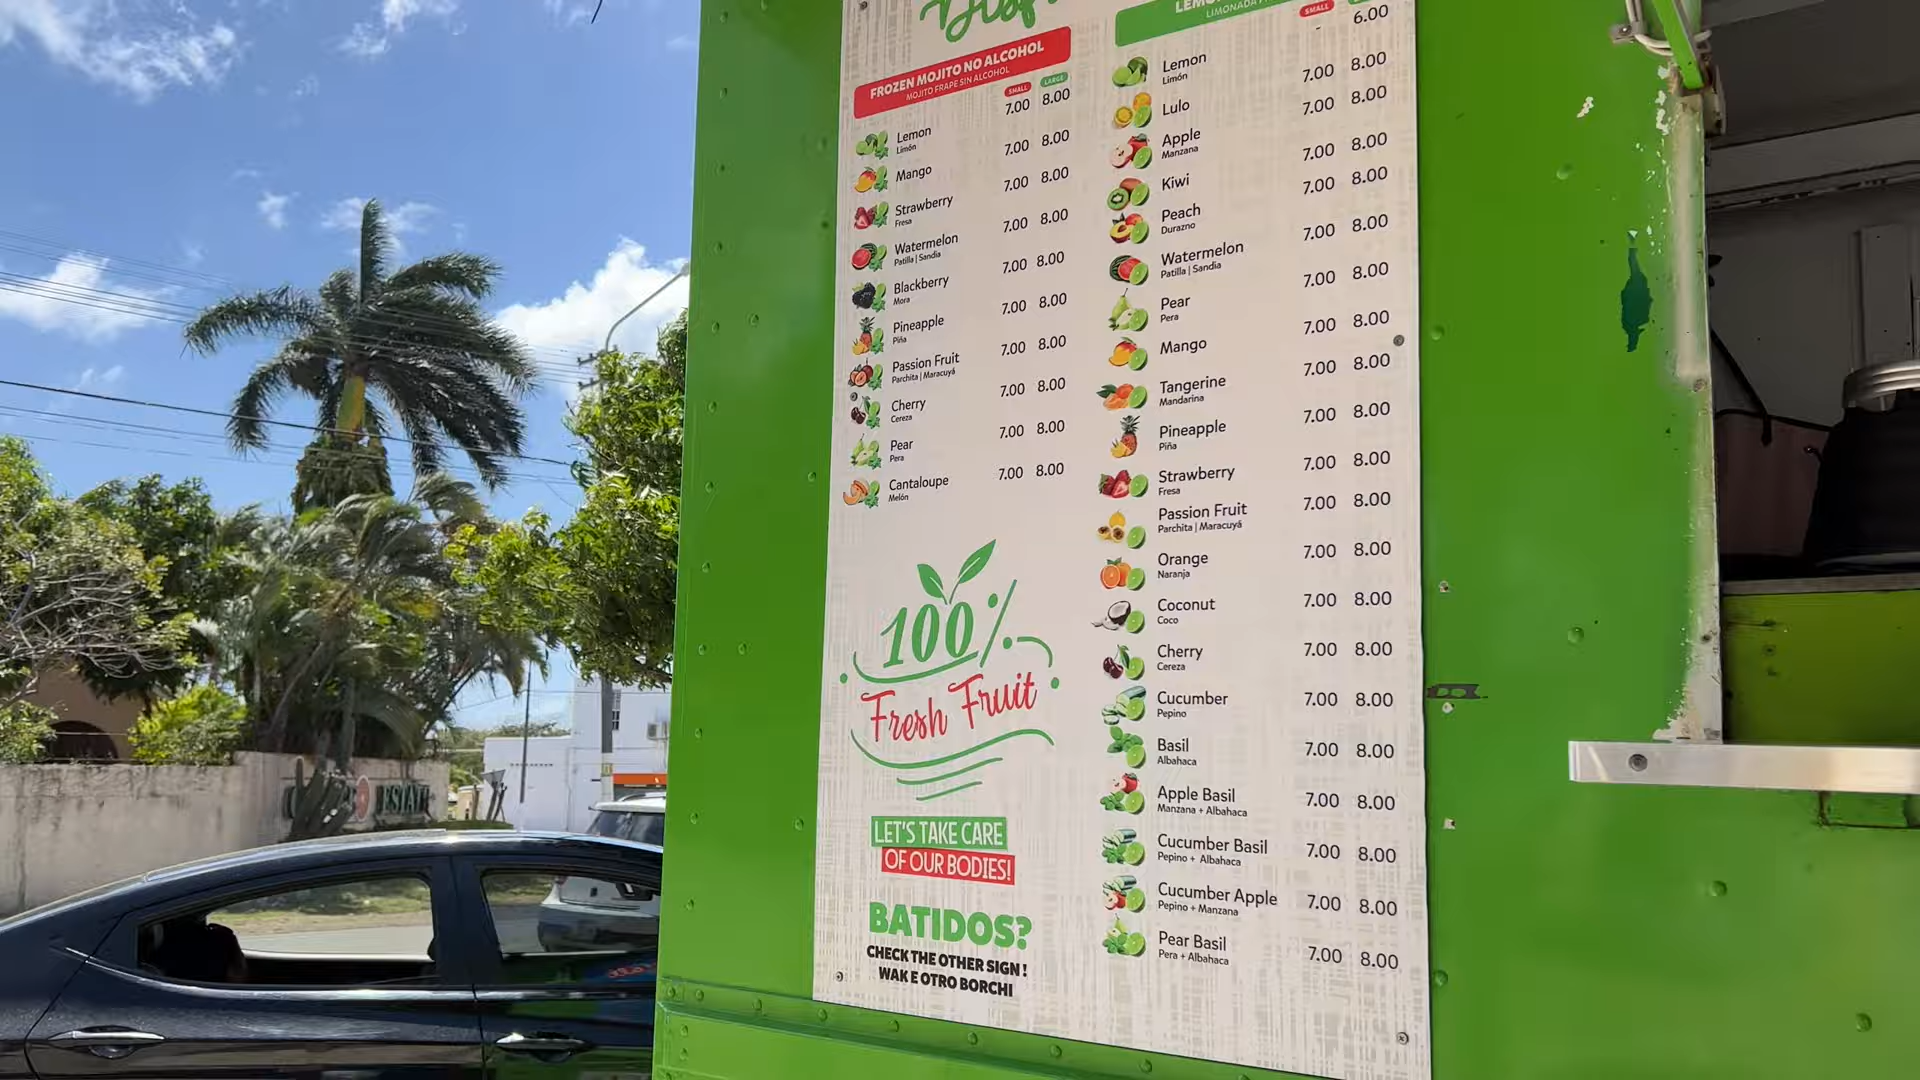 FROZEN MOJITO NO ALCOHOL
MOJITO FRAPE SIN ALCOHOL
SMALL LARGE
Lemon 7.00 8.00
Limón
Mango 7.00 8.00
Strawberry 7.00 8.00
Fresa
Watermelon 7.00 8.00
Patilla | Sandia
Blackberry 7.00 8.00
Mora
Pineapple 7.00 8.00
Piña
Passion Fruit 7.00 8.00
Parchita | Maracuyá
Cherry 7.00 8.00
Cereza
Pear 7.00 8.00
Pera
Cantaloupe 7.00 8.00
Melón
100%
Fresh Fruit
LET'S TAKE CARE
OF OUR BODIES!
BATIDOS?
CHECK THE OTHER SIGN !
WAK E OTRO BORCHI
LIMONADA
SMALL
Lemon - 6.00
Limón
Lulo 7.00 8.00
Apple 7.00 8.00
Manzana
Kiwi 7.00 8.00
Peach 7.00 8.00
Durazno
Watermelon 7.00 8.00
Patilla | Sandia
Pear 7.00 8.00
Pera
Mango 7.00 8.00
Tangerine 7.00 8.00
Mandarina
Pineapple 7.00 8.00
Piña
Strawberry 7.00 8.00
Fresa
Passion Fruit 7.00 8.00
Parchita | Maracuyá
Orange 7.00 8.00
Naranja
Coconut 7.00 8.00
Coco
Cherry 7.00 8.00
Cereza
Cucumber 7.00 8.00
Pepino
Basil 7.00 8.00
Albahaca
Apple Basil 7.00 8.00
Manzana + Albahaca
Cucumber Basil 7.00 8.00
Pepino + Albahaca
Cucumber Apple 7.00 8.00
Pepino + Manzana
Pear Basil 7.00 8.00
Pera + Albahaca